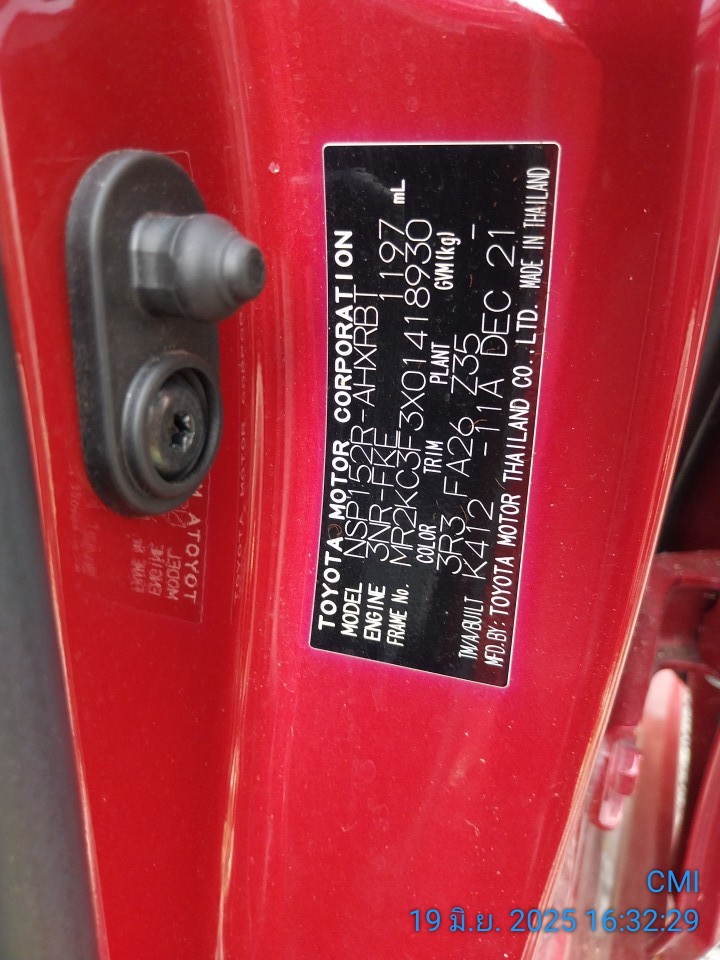 TOYOTA MOTOR CORPORATION
MODEL NSP152R-AHXRBT 1197 mL
ENGINE 3NR-FKE
FRAME No. MR2KC3F3X01418930
COLOR TRIM PLANT GVM(kg)
3R3 FA26 Z35 -
TM/A/BUILT K412 -11A DEC 21
MFD.BY: TOYOTA MOTOR THAILAND CO.,LTD. MADE IN THAILAND
CMI
19 มิ.ย. 2025 16:32:29